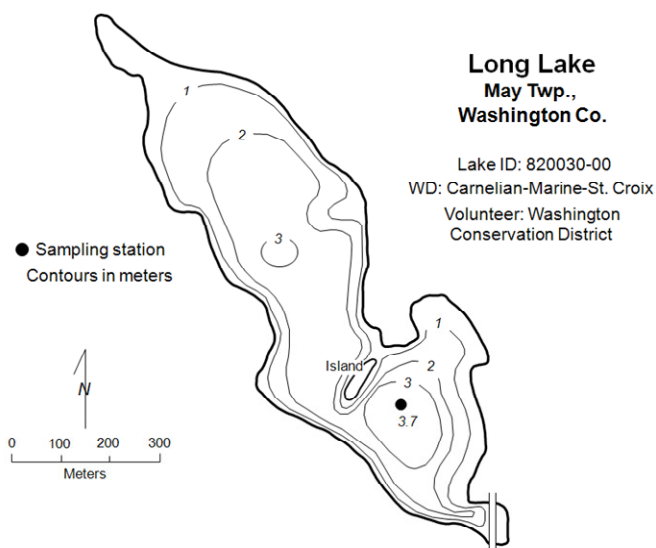 Long Lake
May Twp.,
Washington Co.
Lake ID: 820030-00
WD: Carnelian-Marine-St. Croix
Volunteer: Washington
Conservation District
1
2
3
Sampling station
Contours in meters
1
Island
2
3
3.7
N
0 100 200 300
Meters